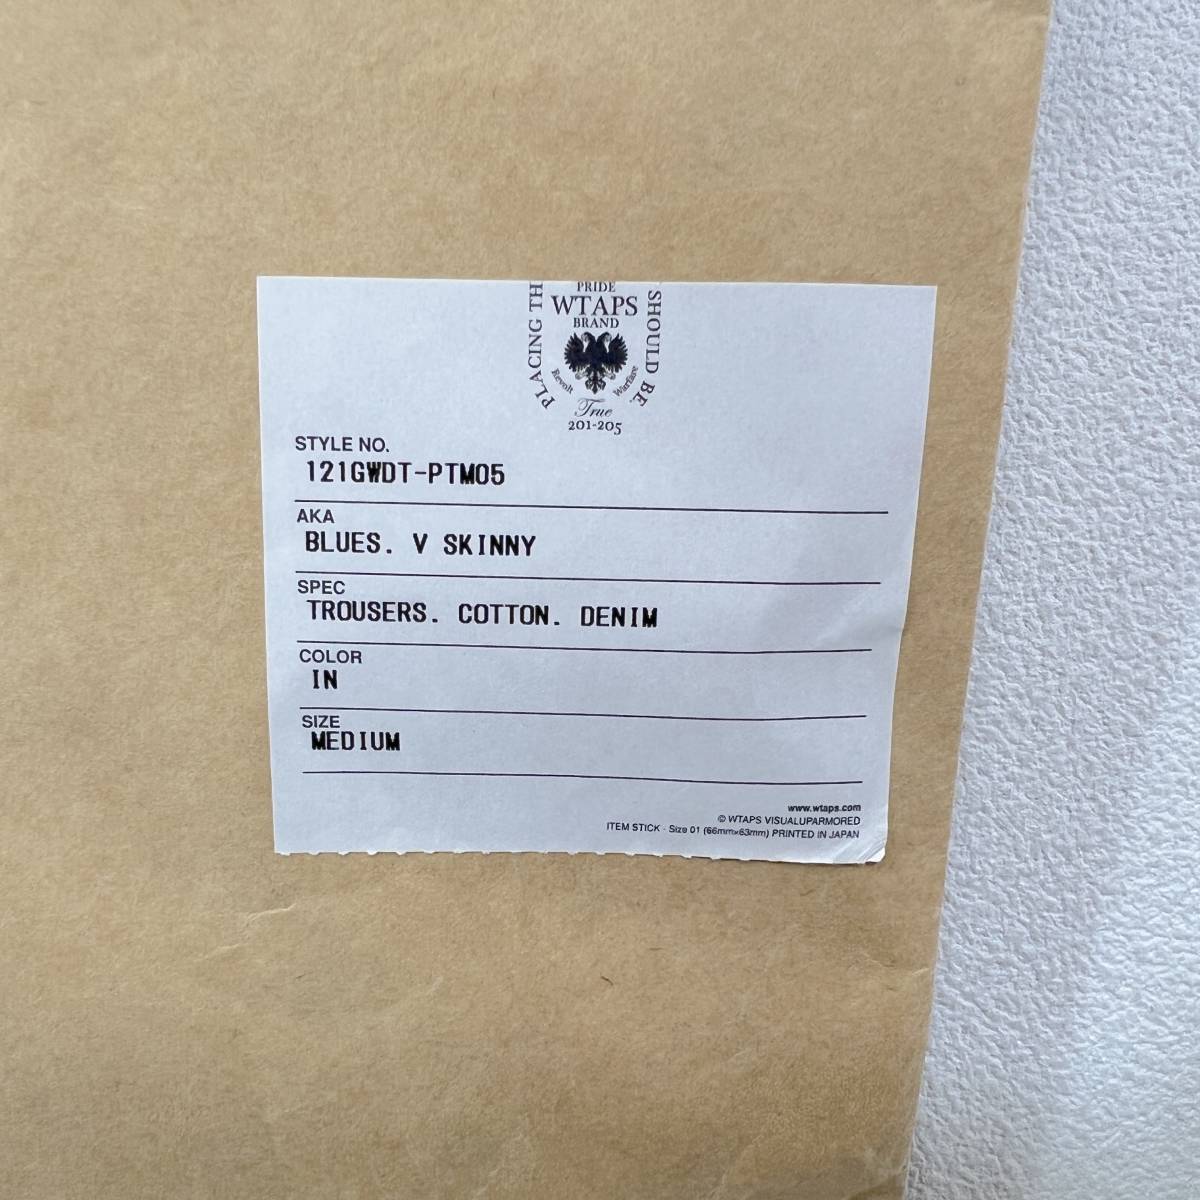 PRIDE
WTAPS
BRAND
PLACING TH
SHOULD BE.
Revolt
Warfare
True
201-205
STYLE NO.
121GWDT-PTM05
AKA
BLUES. V SKINNY
SPEC
TROUSERS. COTTON. DENIM
COLOR
IN
SIZE
MEDIUM
www.wtaps.com
© WTAPS VISUALUPARMORED
ITEM STICK - Size 01 (66mm×63mm) PRINTED IN JAPAN